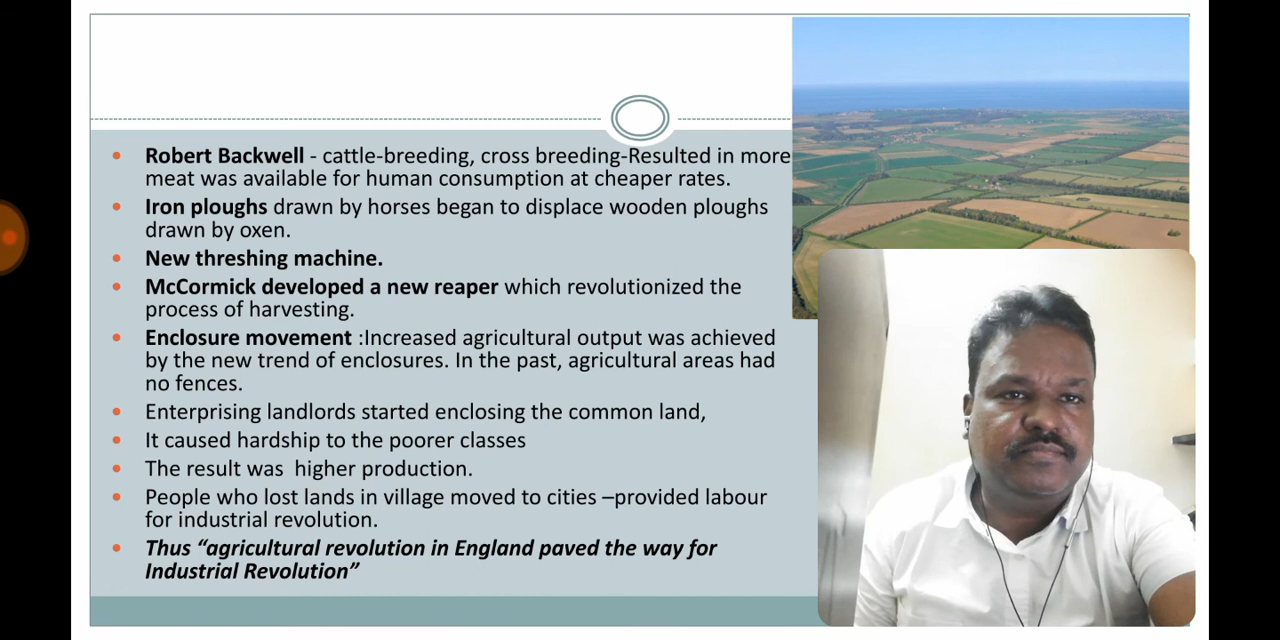 Robert Backwell - cattle-breeding, cross breeding-Resulted in more
meat was available for human consumption at cheaper rates.
Iron ploughs drawn by horses began to displace wooden ploughs
drawn by oxen.
New threshing machine.
McCormick developed a new reaper which revolutionized the
process of harvesting.
Enclosure movement :Increased agricultural output was achieved
by the new trend of enclosures. In the past, agricultural areas had
no fences.
Enterprising landlords started enclosing the common land,
It caused hardship to the poorer classes
The result was  higher production.
People who lost lands in village moved to cities –provided labour
for industrial revolution.
Thus “agricultural revolution in England paved the way for
Industrial Revolution”